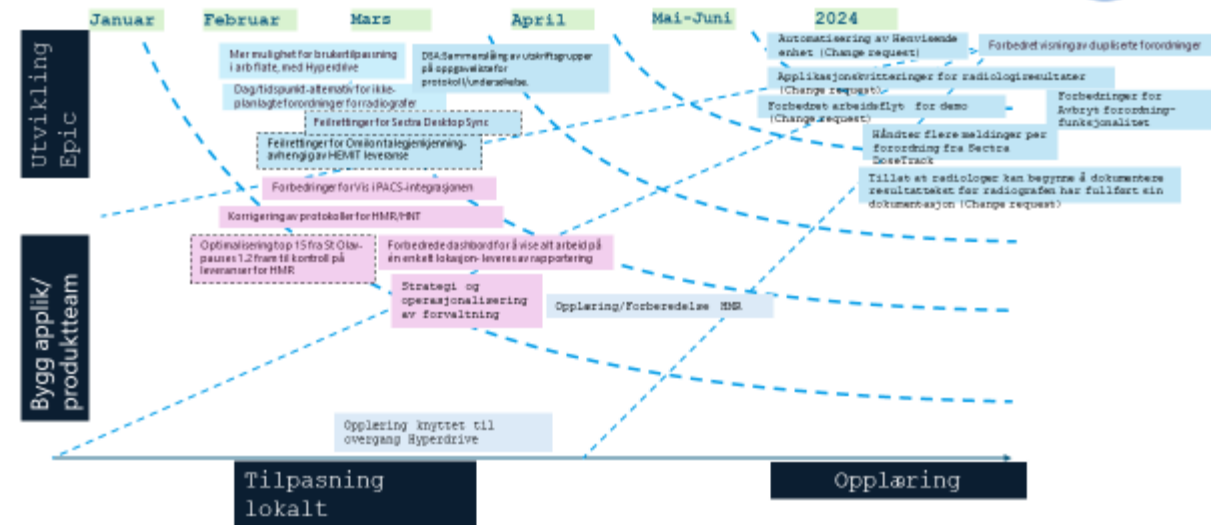 Januar
Februar
Mars
April
Mai-Juni
2024
Utvikling
Epic
Mer mulighet for brukertilpassning
i arbflate, med Hyperdrive
Dag/tidspunkt-alternativ for ikke-
planlagte forordninger for radiografer
DSA:Sammenslåing av utskriftsgrupper
på oppgaveliste for
protokoll/undersøkelse.
Feilrettinger for Sectra Desktop Sync
Feilrettinger for Omilon talegjenkjenning-
avhengig av HEMIT leveranse
Automatisering av Henvisende
enhet (Change request)
Forbedret visning av dupliserte forordninger
Applikasjonskvitteringer for radiologiresultater
(Change request)
Forbedret arbeidsflyt for demo
(Change request)
Forbedringer for
Avbryt forordning-
funksjonalitet
Håndter flere meldinger per
forordning fra Sectra
DoseTrack
Tillat at radiologer kan begynne å dokumentere
resultattekst før radiografen har fullført sin
dokumentasjon (Change request)
Forbedringer for Vis i PACS-integrasjonen
Korrigering av protokoller for HMR/HNT
Bygg applik/
produktteam
Optimalisering top 15 fra St Olav-
pauses 1.2 fram til kontroll på
leveranser for HMR
Forbedrede dashbord for å vise alt arbeid på
én enkelt lokasjon- leveres av rapportering
Strategi og
operasjonalisering
av forvaltning
Opplæring/Forberedelse HMR
Opplæring knyttet til
overgang Hyperdrive
Tilpasning
lokalt
Opplæring